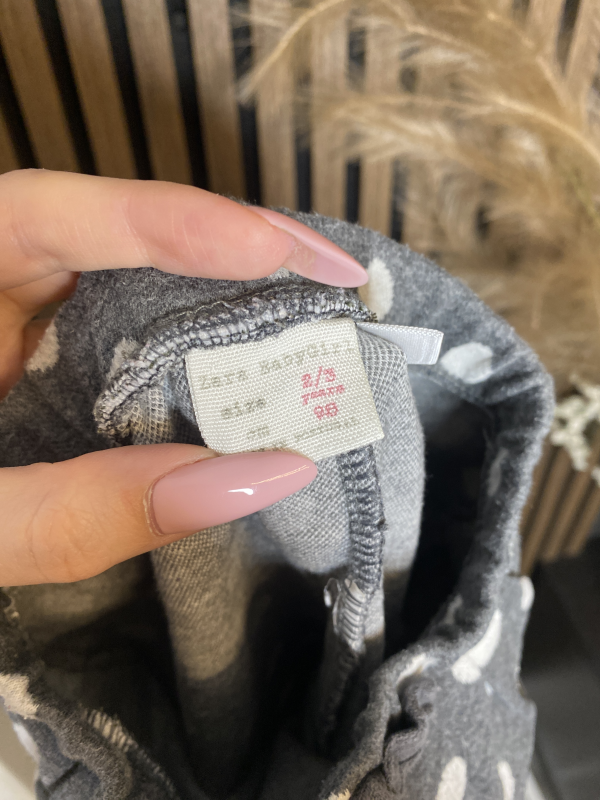 Zara BabyGirl
size 2/3
years
98